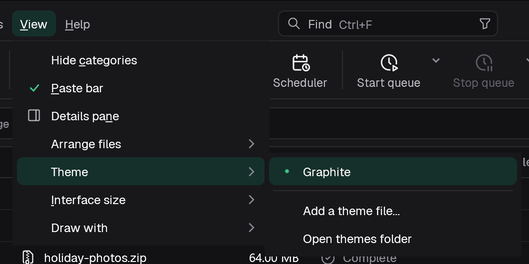 View Help
Find Ctrl+F
Hide categories
Paste bar
Details pane
Arrange files
Theme
Interface size
Draw with
Scheduler
Start queue
Stop queue
Graphite
Add a theme file...
Open themes folder
holiday-photos.zip 64.00 MB Complete